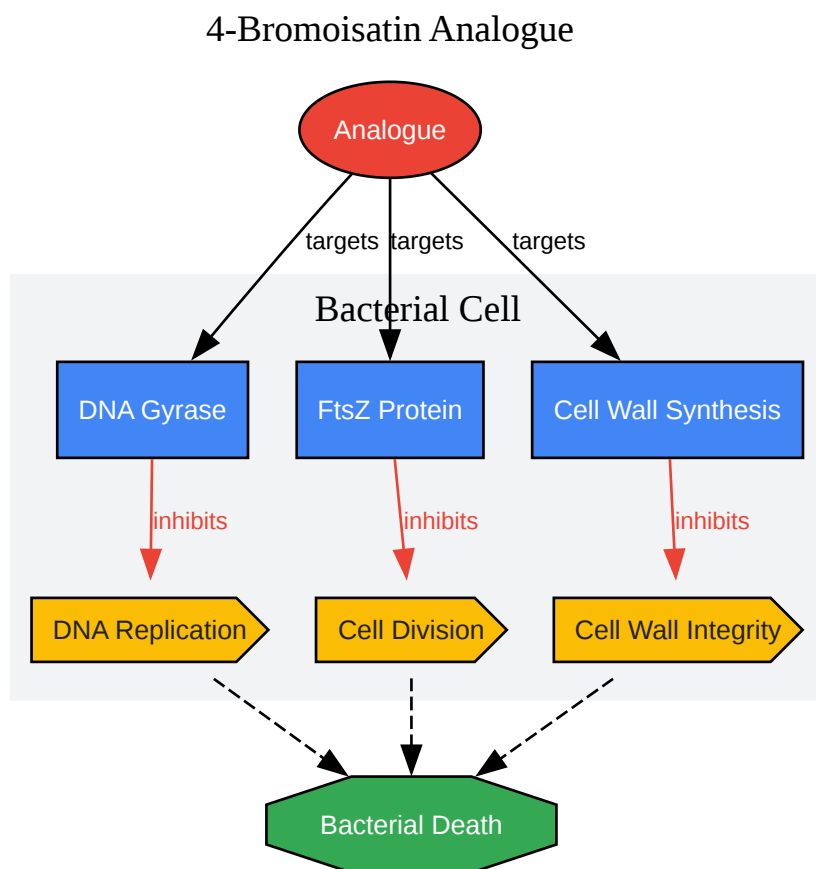 4-Bromoisatin Analogue
Analogue
targets targets targets
Bacterial Cell
DNA Gyrase FtsZ Protein Cell Wall Synthesis
inhibits inhibits inhibits
DNA Replication Cell Division Cell Wall Integrity
Bacterial Death